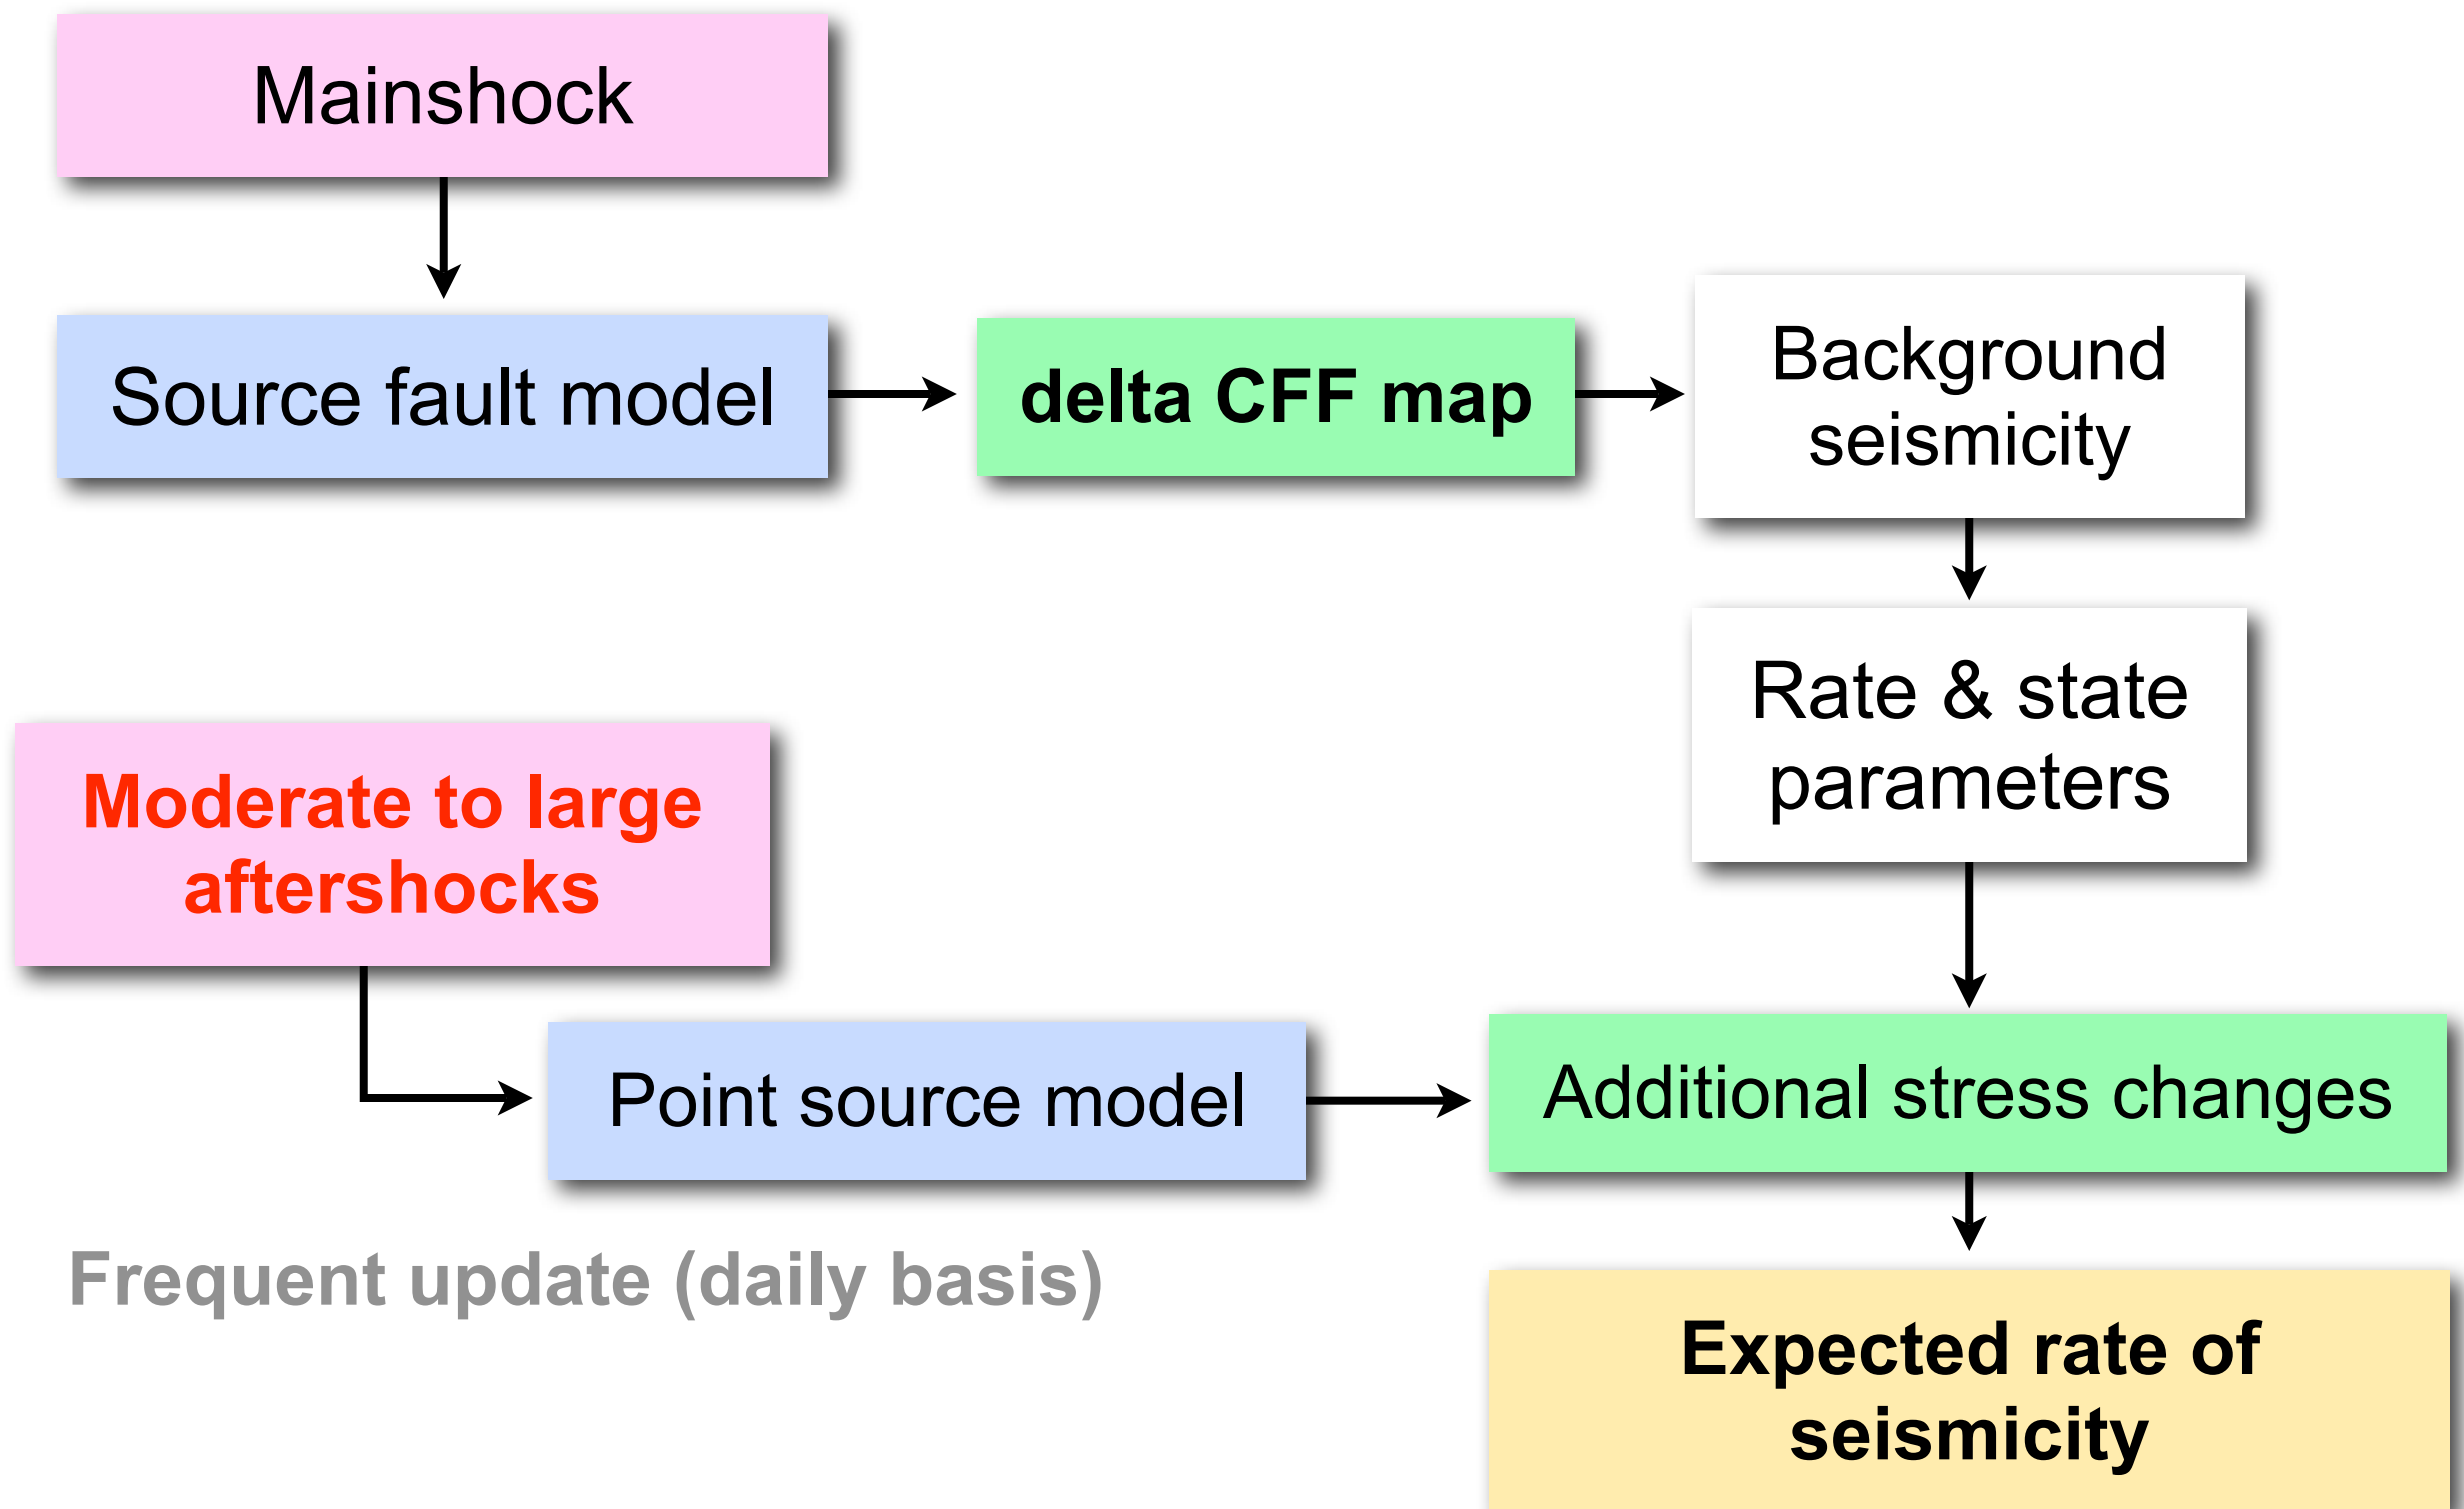 Mainshock
Source fault model
delta CFF map
Background
seismicity
Rate & state
parameters
Moderate to large
aftershocks
Point source model
Additional stress changes
Frequent update (daily basis)
Expected rate of
seismicity